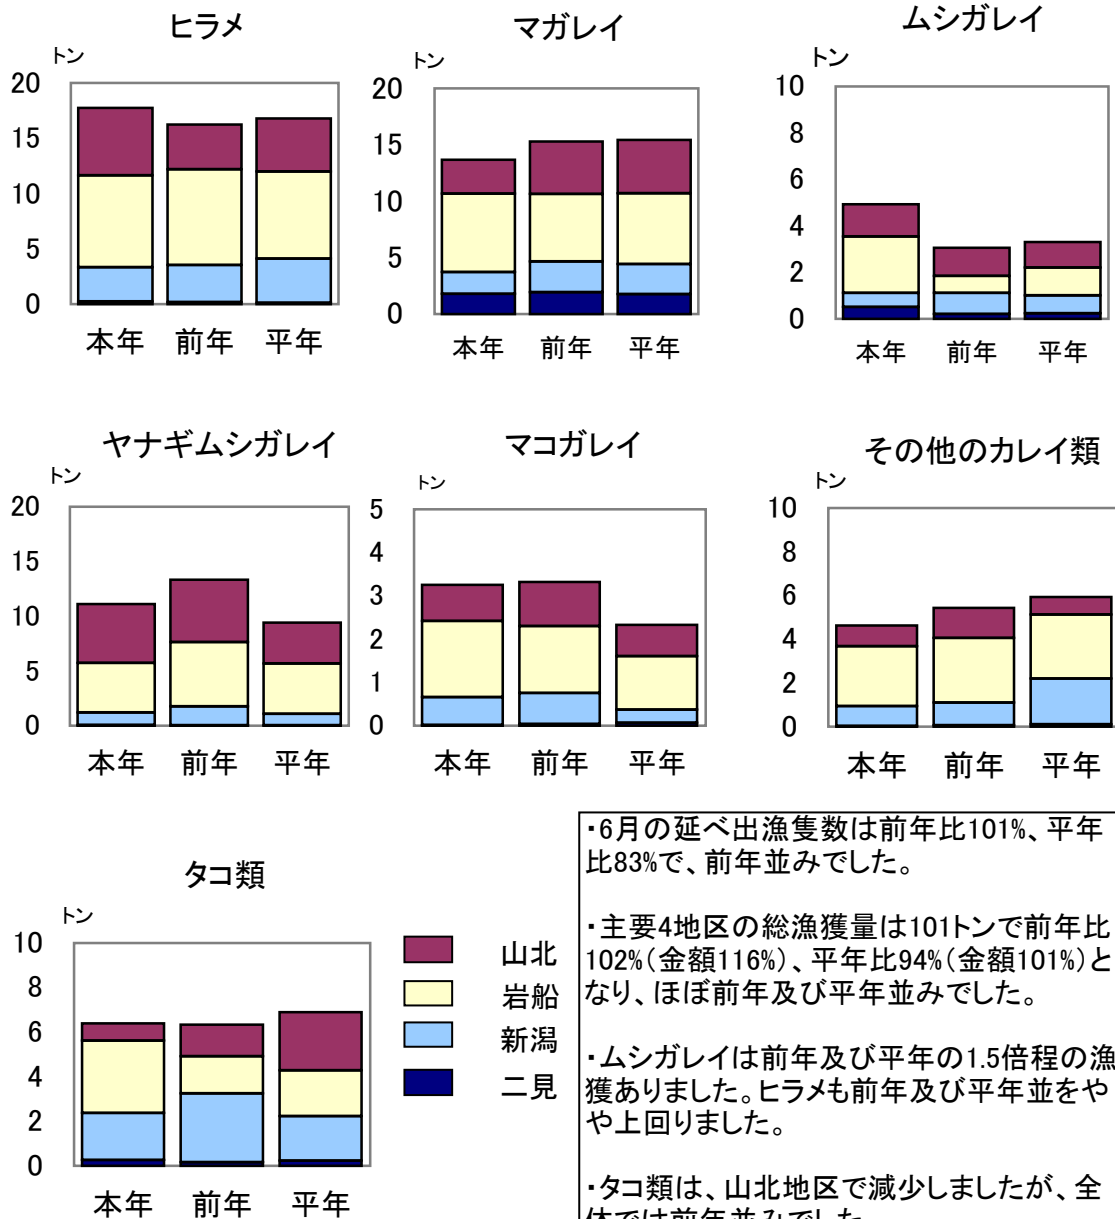 ヒラメ
トン
20
15
10
5
0
本年 前年 平年
マガレイ
トン
20
15
10
5
0
本年 前年 平年
ムシガレイ
トン
10
8
6
4
2
0
本年 前年 平年
ヤナギムシガレイ
トン
20
15
10
5
0
本年 前年 平年
マコガレイ
トン
5
4
3
2
1
0
本年 前年 平年
その他のカレイ類
トン
10
8
6
4
2
0
本年 前年 平年
タコ類
トン
10
8
6
4
2
0
本年 前年 平年
山北
岩船
新潟
二見
・6月の延べ出漁隻数は前年比101%、平年
比83%で、前年並みでした。
・主要4地区の総漁獲量は101トンで前年比
102%(金額116%)、平年比94%(金額101%)と
なり、ほぼ前年及び平年並みでした。
・ムシガレイは前年及び平年の1.5倍程の漁
獲ありました。ヒラメも前年及び平年並をや
や上回りました。
・タコ類は、山北地区で減少しましたが、全
体では前年並みでした